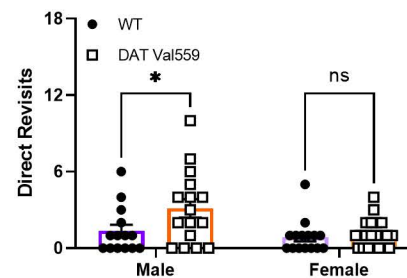 18
12
6
0
Direct Revisits
WT
DAT Val559
*
ns
Male
Female